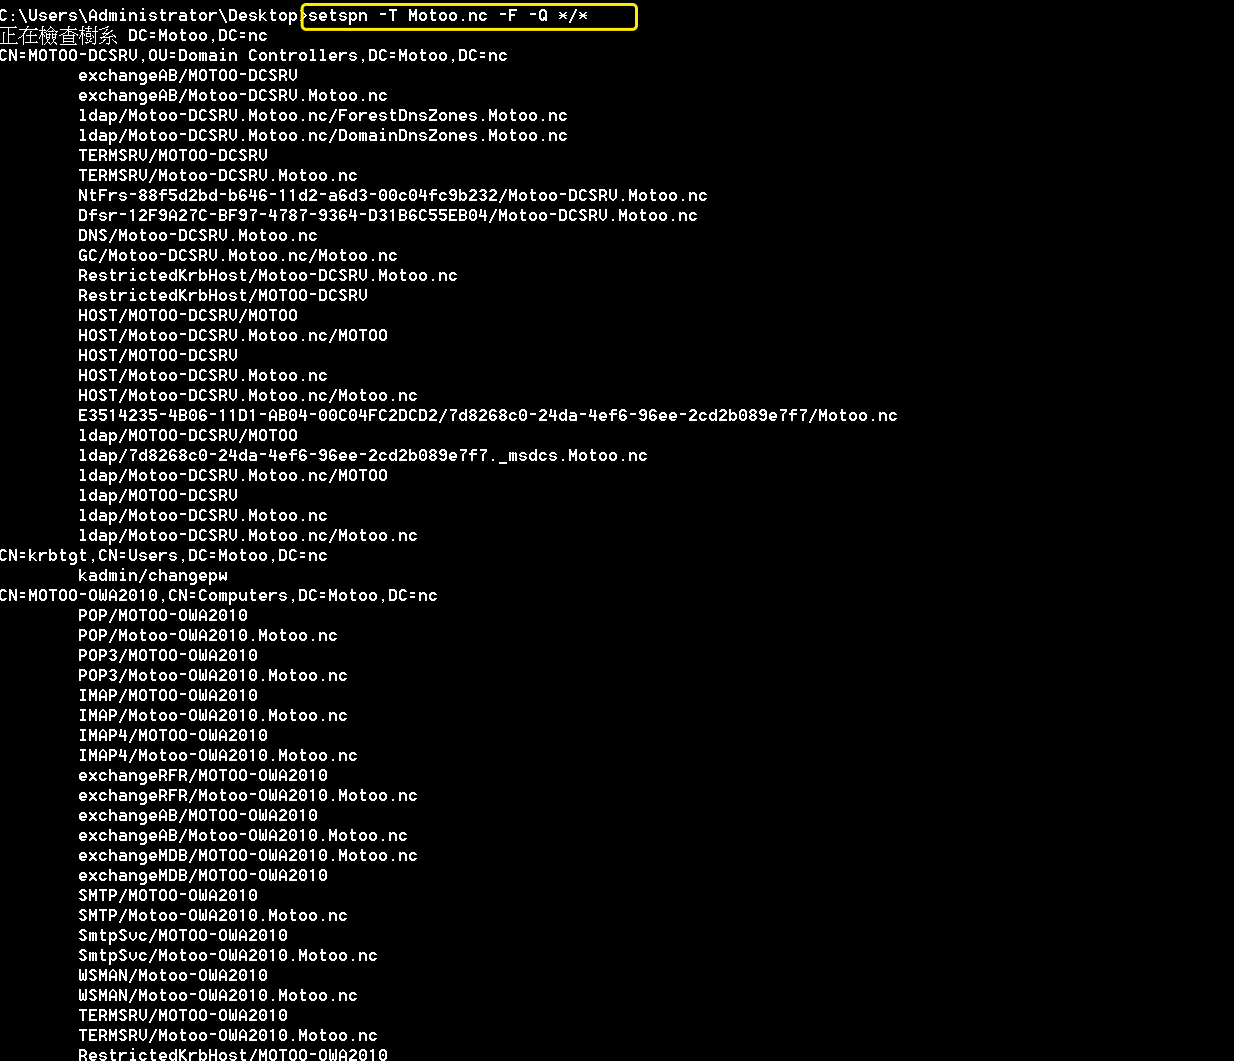 C:\Users\Administrator\Desktop>setspn -T Motoo.nc -F -Q */*
正在檢查樹系 DC=Motoo,DC=nc
CN=MOTOO-DCSRV,OU=Domain Controllers,DC=Motoo,DC=nc
exchangeAB/MOTOO-DCSRV
exchangeAB/Motoo-DCSRV.Motoo.nc
ldap/Motoo-DCSRV.Motoo.nc/ForestDnsZones.Motoo.nc
ldap/Motoo-DCSRV.Motoo.nc/DomainDnsZones.Motoo.nc
TERMSRV/MOTOO-DCSRV
TERMSRV/Motoo-DCSRV.Motoo.nc
NtFrs-88f5d2bd-b646-11d2-a6d3-00c04fc9b232/Motoo-DCSRV.Motoo.nc
Dfsr-12F9A27C-BF97-4787-9364-D31B6C55EB04/Motoo-DCSRV.Motoo.nc
DNS/Motoo-DCSRV.Motoo.nc
GC/Motoo-DCSRV.Motoo.nc/Motoo.nc
RestrictedKrbHost/Motoo-DCSRV.Motoo.nc
RestrictedKrbHost/MOTOO-DCSRV
HOST/MOTOO-DCSRV/MOTOO
HOST/Motoo-DCSRV.Motoo.nc/MOTOO
HOST/MOTOO-DCSRV
HOST/Motoo-DCSRV.Motoo.nc
HOST/Motoo-DCSRV.Motoo.nc/Motoo.nc
E3514235-4B06-11D1-AB04-00C04FC2DCD2/7d8268c0-24da-4ef6-96ee-2cd2b089e7f7/Motoo.nc
ldap/MOTOO-DCSRV/MOTOO
ldap/7d8268c0-24da-4ef6-96ee-2cd2b089e7f7._msdcs.Motoo.nc
ldap/Motoo-DCSRV.Motoo.nc/MOTOO
ldap/MOTOO-DCSRV
ldap/Motoo-DCSRV.Motoo.nc
ldap/Motoo-DCSRV.Motoo.nc/Motoo.nc
CN=krbtgt,CN=Users,DC=Motoo,DC=nc
kadmin/changepw
CN=MOTOO-OWA2010,CN=Computers,DC=Motoo,DC=nc
POP/MOTOO-OWA2010
POP/Motoo-OWA2010.Motoo.nc
POP3/MOTOO-OWA2010
POP3/Motoo-OWA2010.Motoo.nc
IMAP/MOTOO-OWA2010
IMAP/Motoo-OWA2010.Motoo.nc
IMAP4/MOTOO-OWA2010
IMAP4/Motoo-OWA2010.Motoo.nc
exchangeRFR/MOTOO-OWA2010
exchangeRFR/Motoo-OWA2010.Motoo.nc
exchangeAB/MOTOO-OWA2010
exchangeAB/Motoo-OWA2010.Motoo.nc
exchangeMDB/Motoo-OWA2010.Motoo.nc
exchangeMDB/MOTOO-OWA2010
SMTP/MOTOO-OWA2010
SMTP/Motoo-OWA2010.Motoo.nc
SmtpSvc/MOTOO-OWA2010
SmtpSvc/Motoo-OWA2010.Motoo.nc
WSMAN/Motoo-OWA2010
WSMAN/Motoo-OWA2010.Motoo.nc
TERMSRV/MOTOO-OWA2010
TERMSRV/Motoo-OWA2010.Motoo.nc
RestrictedKrbHost/MOTOO-OWA2010